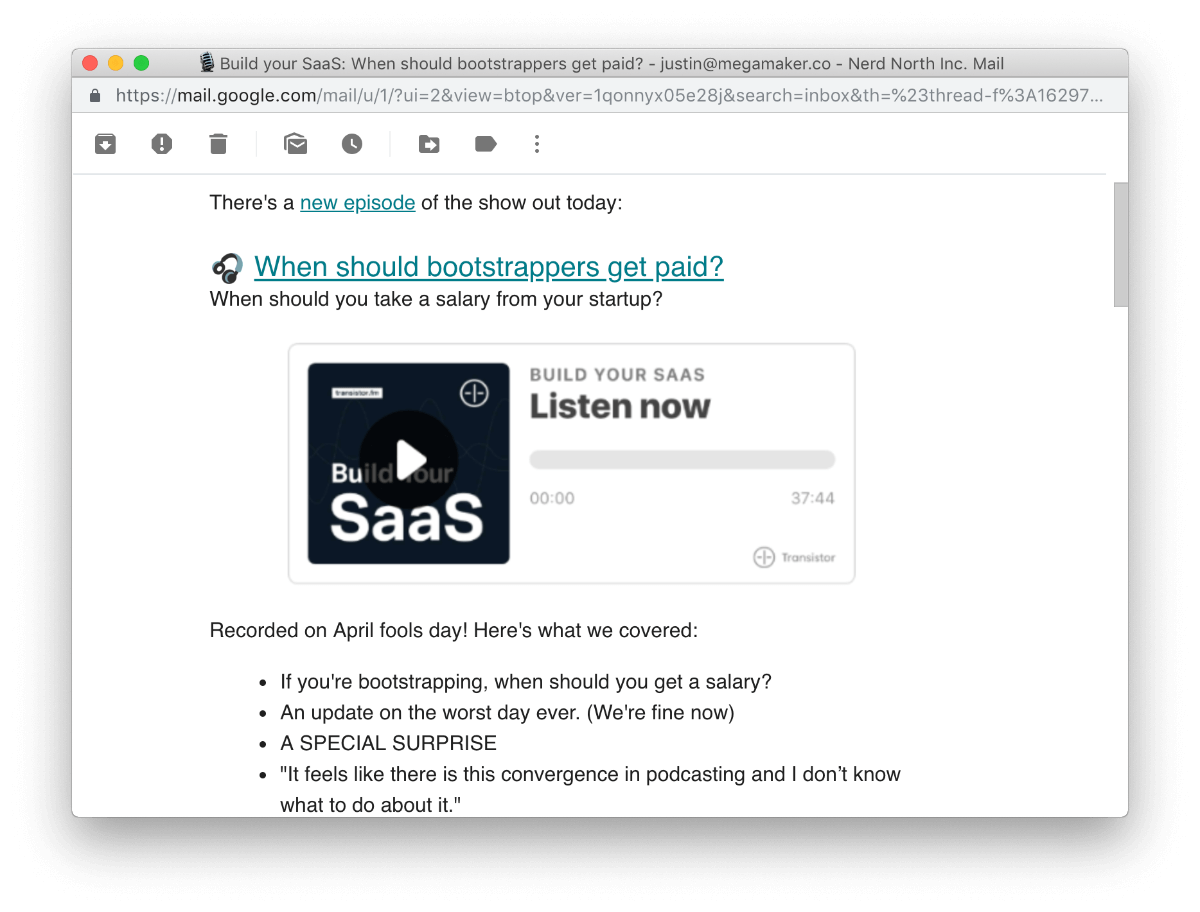 Build your SaaS: When should bootstrappers get paid? - justin@megamaker.co - Nerd North Inc. Mail
https://mail.google.com/mail/u/1/?ui=2&view=btop&ver=1qonnyx05e28j&search=inbox&th=%23thread-f%3A16297...
There's a new episode of the show out today:
When should bootstrappers get paid?
When should you take a salary from your startup?
transistor.fm
Build Your
SaaS
BUILD YOUR SAAS
Listen now
00:00 37:44
Transistor
Recorded on April fools day! Here's what we covered:
• If you're bootstrapping, when should you get a salary?
• An update on the worst day ever. (We're fine now)
• A SPECIAL SURPRISE
• "It feels like there is this convergence in podcasting and I don’t know
what to do about it."